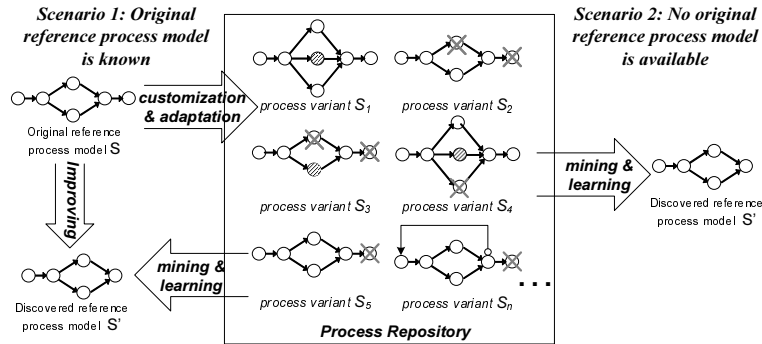 Scenario 1: Original
reference process model
is known
Original reference
process model S
Improving
Discovered reference
process model S'
customization
& adaptation
mining &
learning
process variant S1
process variant S2
process variant S3
process variant S4
process variant S5
process variant Sn
...
Process Repository
Scenario 2: No original
reference process model
is available
mining &
learning
Discovered reference
process model S'